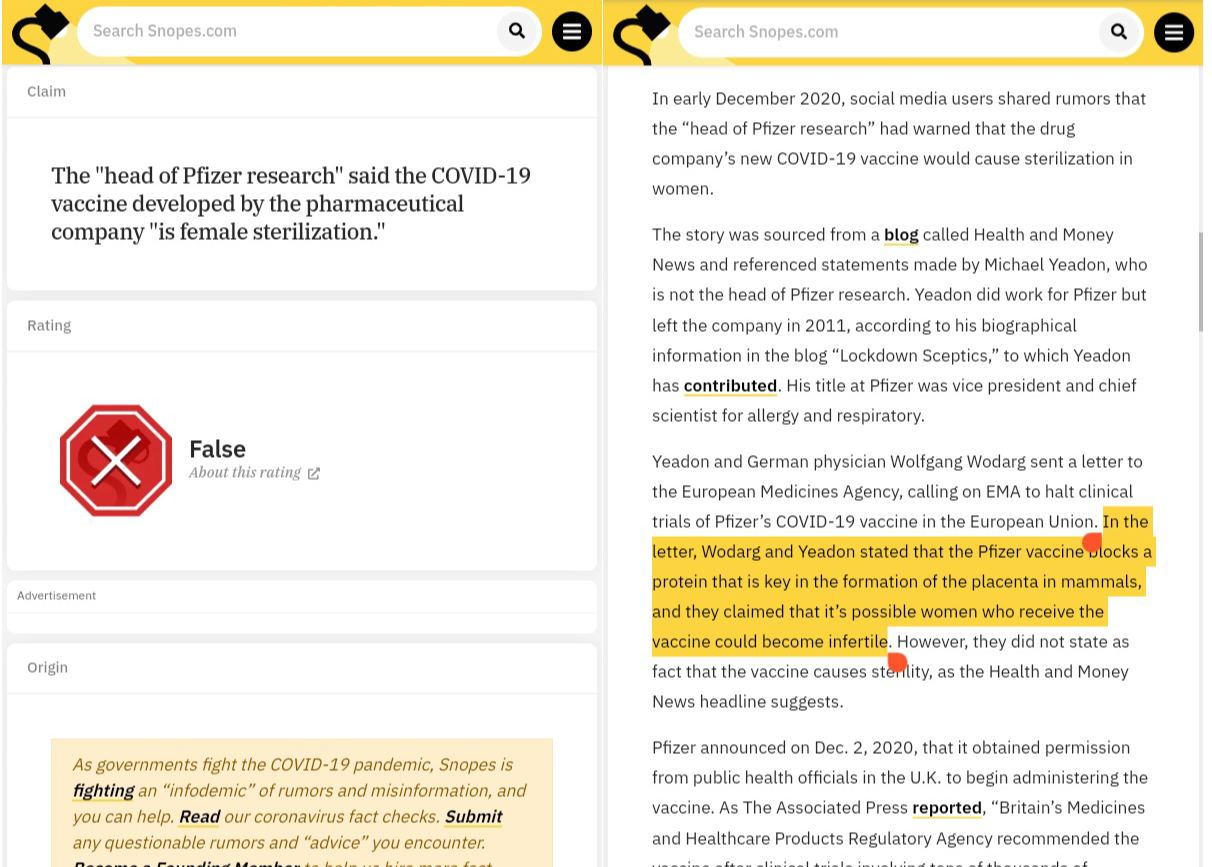 Search Snopes.com
Claim
The "head of Pfizer research" said the COVID-19
vaccine developed by the pharmaceutical
company "is female sterilization."
Rating
False
About this rating
Advertisement
Origin
As governments fight the COVID-19 pandemic, Snopes is
fighting an “infodemic” of rumors and misinformation, and
you can help. Read our coronavirus fact checks. Submit
any questionable rumors and “advice” you encounter.
Become a Founding Member to help us hire more fact
Search Snopes.com
In early December 2020, social media users shared rumors that
the “head of Pfizer research” had warned that the drug
company’s new COVID-19 vaccine would cause sterilization in
women.
The story was sourced from a blog called Health and Money
News and referenced statements made by Michael Yeadon, who
is not the head of Pfizer research. Yeadon did work for Pfizer but
left the company in 2011, according to his biographical
information in the blog “Lockdown Sceptics,” to which Yeadon
has contributed. His title at Pfizer was vice president and chief
scientist for allergy and respiratory.
Yeadon and German physician Wolfgang Wodarg sent a letter to
the European Medicines Agency, calling on EMA to halt clinical
trials of Pfizer’s COVID-19 vaccine in the European Union. In the
letter, Wodarg and Yeadon stated that the Pfizer vaccine blocks a
protein that is key in the formation of the placenta in mammals,
and they claimed that it’s possible women who receive the
vaccine could become infertile. However, they did not state as
fact that the vaccine causes sterility, as the Health and Money
News headline suggests.
Pfizer announced on Dec. 2, 2020, that it obtained permission
from public health officials in the U.K. to begin administering the
vaccine. As The Associated Press reported, “Britain’s Medicines
and Healthcare Products Regulatory Agency recommended the
vaccine after clinical trials involving tens of thousands of